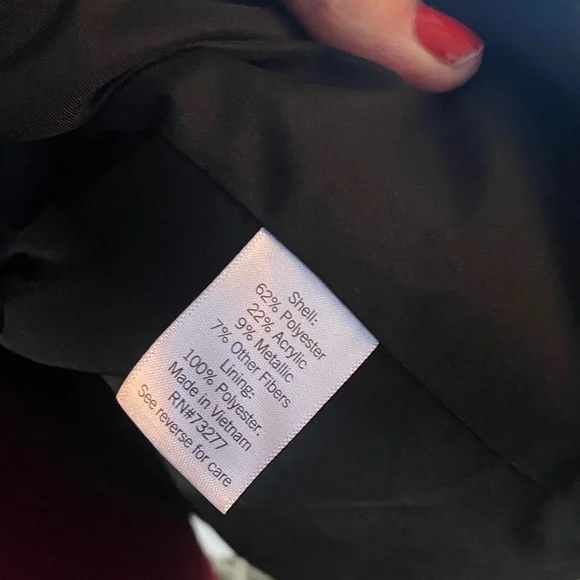 Shell:
62% Polyester
22% Acrylic
9% Metallic
7% Other Fibers
Lining:
100% Polyester.
Made in Vietnam
RN#73277
See reverse for care